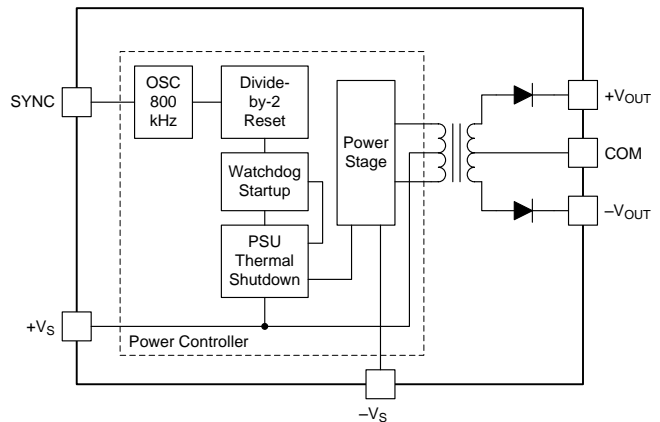 SYNC
OSC
800
kHz
Divide-
by-2
Reset
Watchdog
Startup
PSU
Thermal
Shutdown
Power
Stage
+VOUT
COM
–VOUT
+VS
Power Controller
–VS